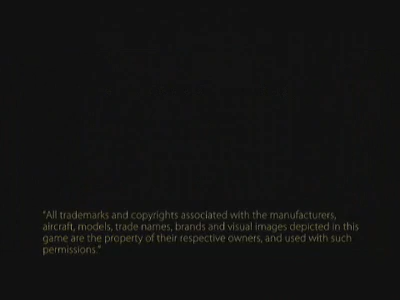 "All trademarks and copyrights associated with the manufacturers,
aircraft, models, trade names, brands and visual images depicted in this
game are the property of their respective owners, and used with such
permissions."